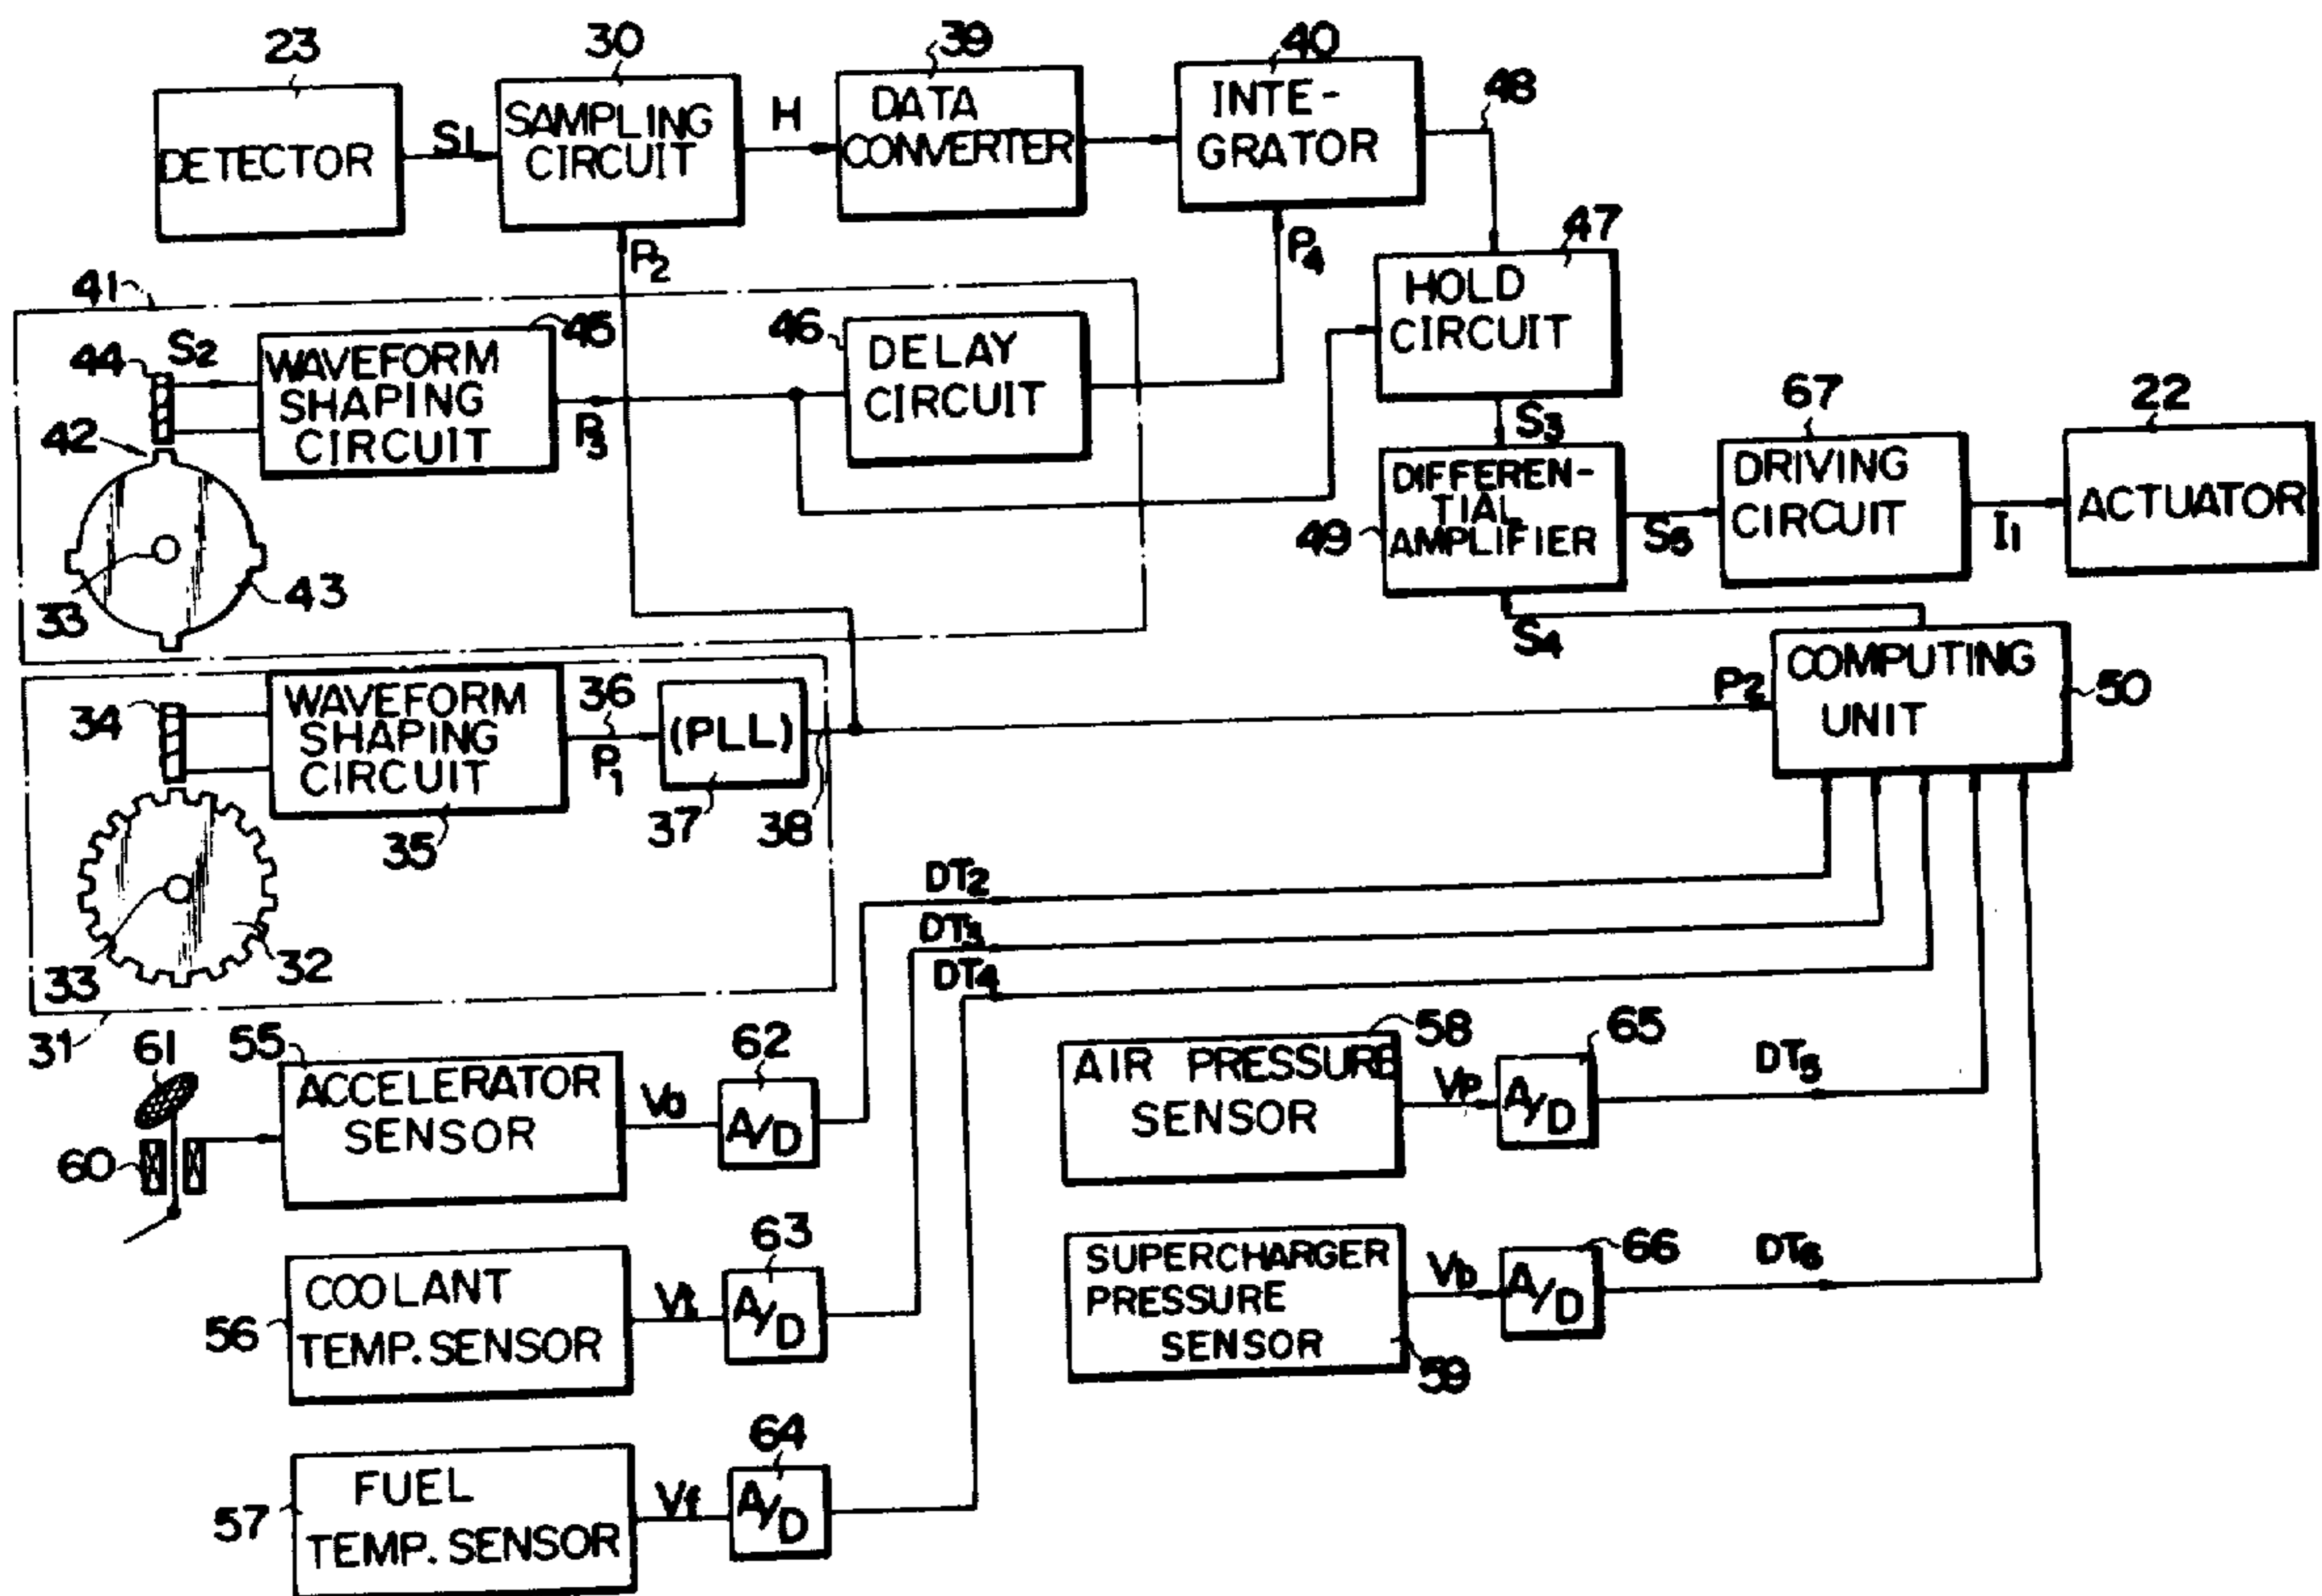 23
30
39
40
48
DETECTOR
S1
SAMPLING
CIRCUIT
H
DATA
CONVERTER
INTE-
GRATOR
P2
P4
47
HOLD
CIRCUIT
41
44
S2
45
WAVEFORM
SHAPING
CIRCUIT
P3
46
DELAY
CIRCUIT
42
33
43
S3
49
DIFFEREN-
TIAL
AMPLIFIER
S5
67
DRIVING
CIRCUIT
I1
22
ACTUATOR
S4
34
WAVEFORM
SHAPING
CIRCUIT
35
36
P1
(PLL)
37
38
P2
COMPUTING
UNIT
50
33
32
31
DT2
DT3
DT4
61
60
55
ACCELERATOR
SENSOR
62
A/D
58
AIR PRESSURE
SENSOR
VP
65
A/D
DT5
56
COOLANT
TEMP. SENSOR
Vt
63
A/D
SUPERCHARGER
PRESSURE
SENSOR
59
Vb
66
A/D
DT6
57
FUEL
TEMP. SENSOR
Vf
64
A/D